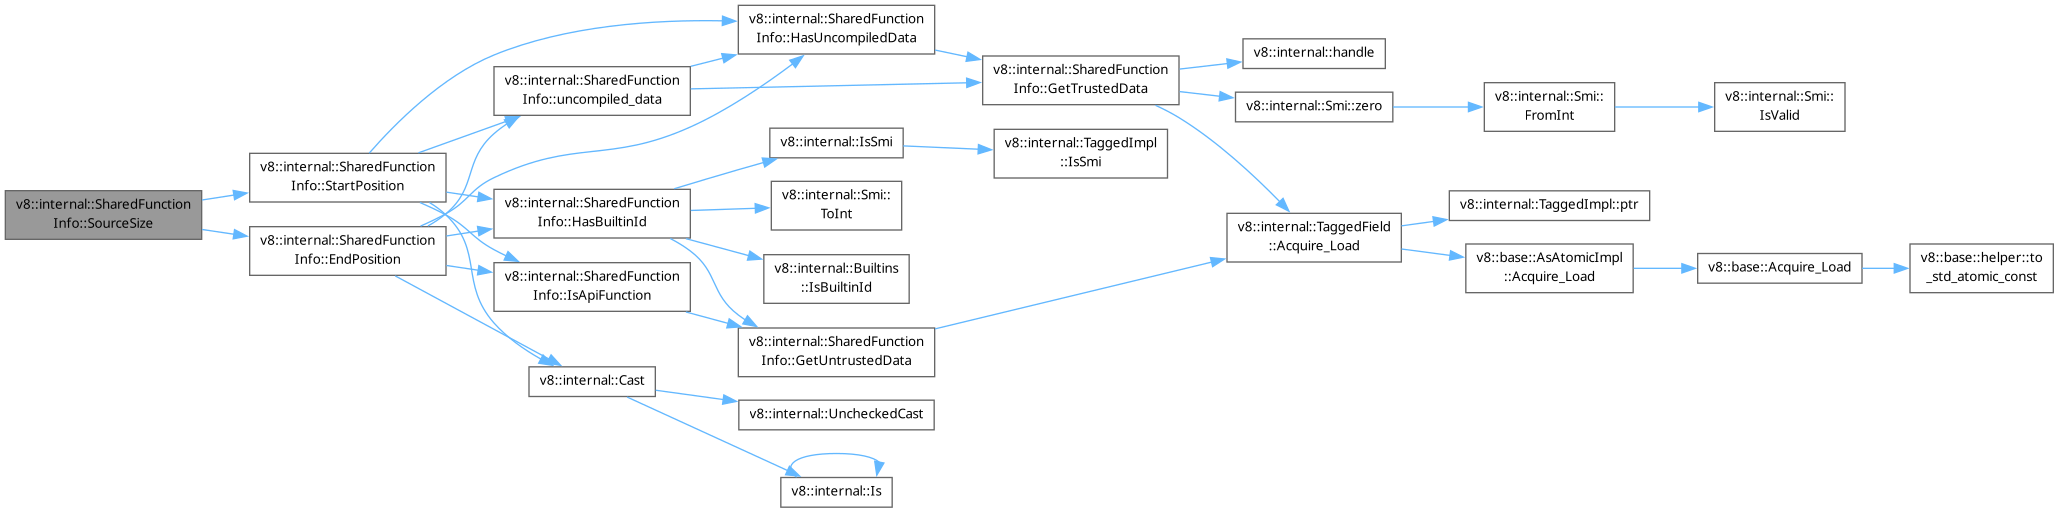 v8::internal::SharedFunction
Info::SourceSize
v8::internal::SharedFunction
Info::StartPosition
v8::internal::SharedFunction
Info::EndPosition
v8::internal::SharedFunction
Info::uncompiled_data
v8::internal::SharedFunction
Info::HasBuiltinId
v8::internal::SharedFunction
Info::IsApiFunction
v8::internal::Cast
v8::internal::SharedFunction
Info::HasUncompiledData
v8::internal::IsSmi
v8::internal::Smi::
ToInt
v8::internal::Builtins
::IsBuiltinId
v8::internal::SharedFunction
Info::GetUntrustedData
v8::internal::UncheckedCast
v8::internal::Is
v8::internal::SharedFunction
Info::GetTrustedData
v8::internal::TaggedImpl
::IsSmi
v8::internal::handle
v8::internal::Smi::zero
v8::internal::TaggedField
::Acquire_Load
v8::internal::Smi::
FromInt
v8::internal::TaggedImpl::ptr
v8::base::AsAtomicImpl
::Acquire_Load
v8::internal::Smi::
IsValid
v8::base::Acquire_Load
v8::base::helper::to
_std_atomic_const